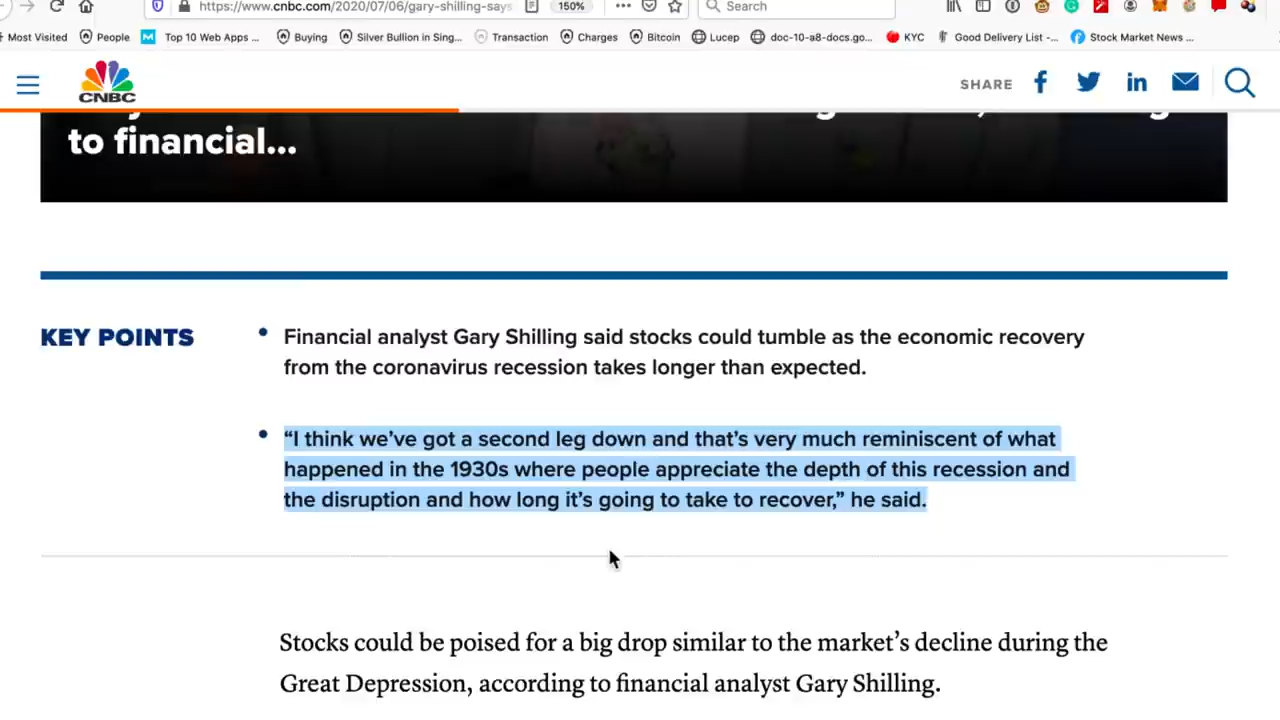 https://www.cnbc.com/2020/07/06/gary-shilling-says
150%
Search
Most Visited
People
Top 10 Web Apps ...
Buying
Silver Bullion in Sing...
Transaction
Charges
Bitcoin
Lucep
doc-10-a8-docs.go...
KYC
Good Delivery List -...
Stock Market News ...
CNBC
SHARE
to financial...
KEY POINTS
• Financial analyst Gary Shilling said stocks could tumble as the economic recovery
from the coronavirus recession takes longer than expected.
• “I think we’ve got a second leg down and that’s very much reminiscent of what
happened in the 1930s where people appreciate the depth of this recession and
the disruption and how long it’s going to take to recover,” he said.
Stocks could be poised for a big drop similar to the market’s decline during the
Great Depression, according to financial analyst Gary Shilling.